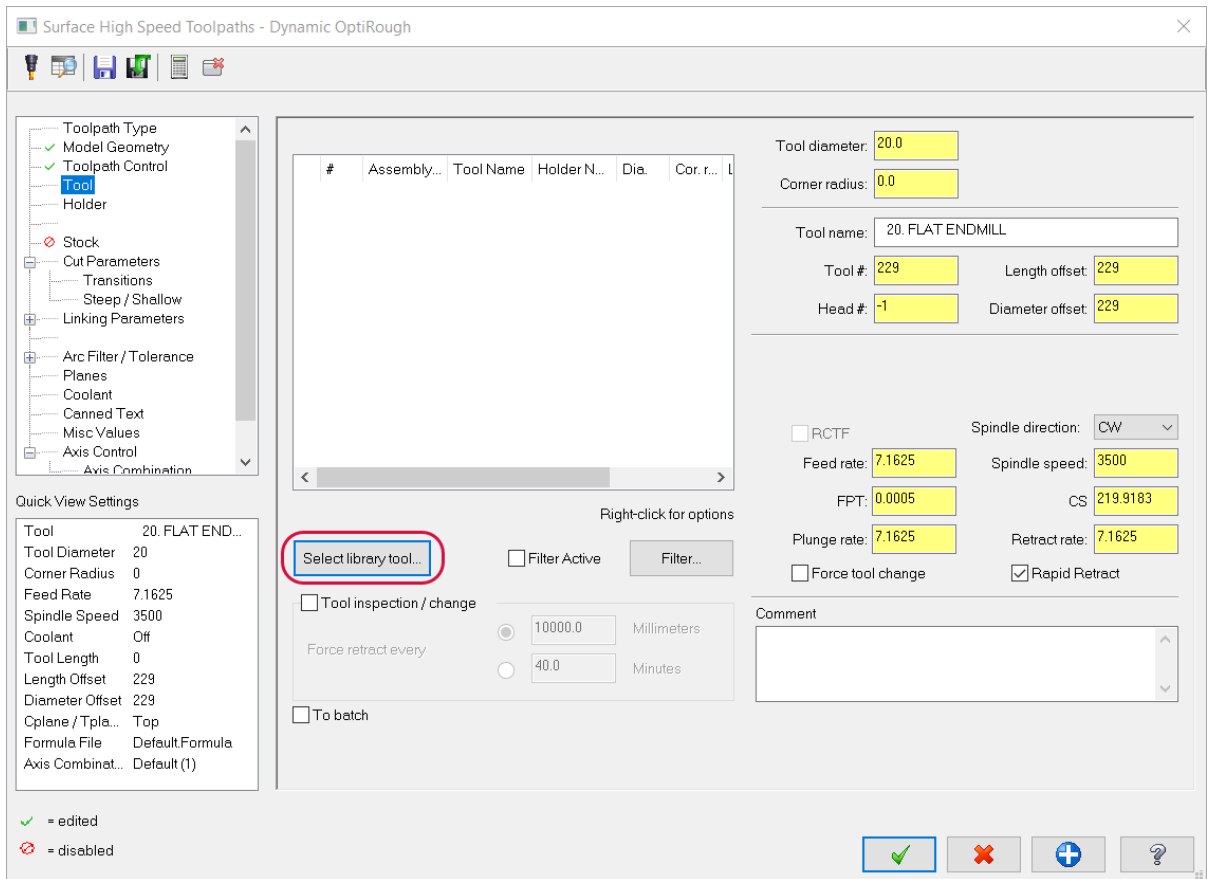 Surface High Speed Toolpaths - Dynamic OptiRough
Toolpath Type
Model Geometry
Toolpath Control
Tool
Holder
Stock
Cut Parameters
Transitions
Steep / Shallow
Linking Parameters
Arc Filter / Tolerance
Planes
Coolant
Canned Text
Misc Values
Axis Control
Axis Combination
Quick View Settings
Tool 20. FLAT END...
Tool Diameter 20
Corner Radius 0
Feed Rate 7.1625
Spindle Speed 3500
Coolant Off
Tool Length 0
Length Offset 229
Diameter Offset 229
Cplane / Tpla... Top
Formula File Default.Formula
Axis Combinat... Default (1)
= edited
= disabled
# Assembly... Tool Name Holder N... Dia. Cor. r... L
Right-click for options
Select library tool... Filter Active Filter...
Tool inspection / change
Force retract every
10000.0 Millimeters
40.0 Minutes
To batch
Tool diameter: 20.0
Corner radius: 0.0
Tool name: 20. FLAT ENDMILL
Tool #: 229 Length offset: 229
Head #: -1 Diameter offset: 229
RCTF Spindle direction: CW
Feed rate: 7.1625 Spindle speed: 3500
FPT: 0.0005 CS 219.9183
Plunge rate: 7.1625 Retract rate: 7.1625
Force tool change Rapid Retract
Comment